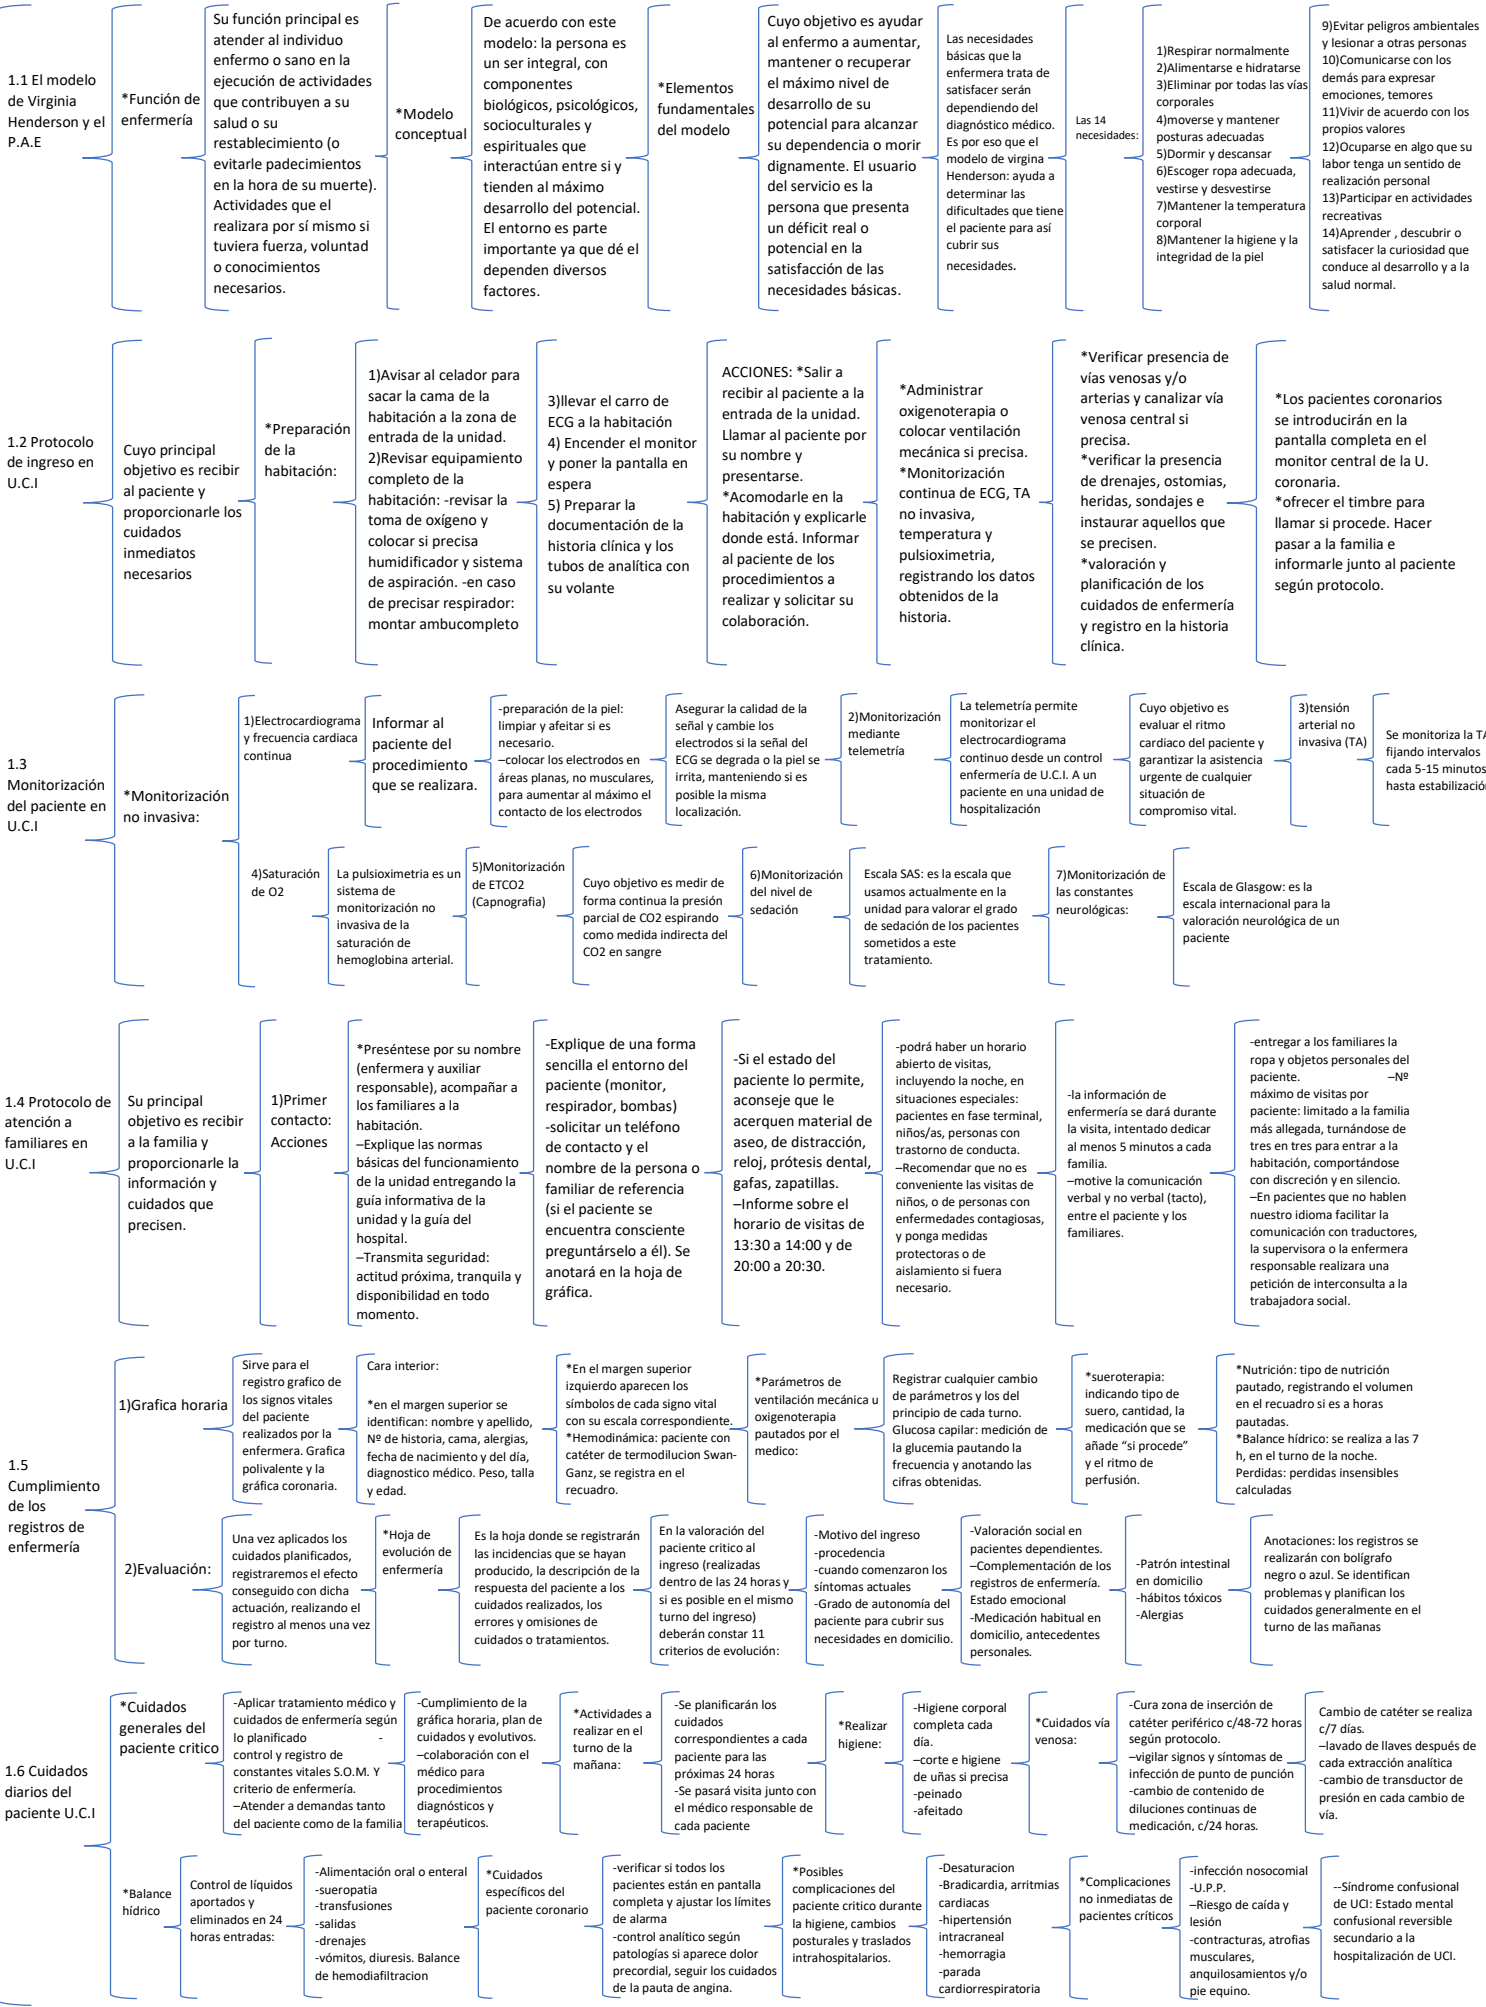 1.1 El modelo
de Virginia
Henderson y el
P.A.E
*Función de
enfermería
Su función principal es
atender al individuo
enfermo o sano en la
ejecución de actividades
que contribuyen a su
salud o su
restablecimiento (o
evitarle padecimientos
en la hora de su muerte).
Actividades que el
realizara por sí mismo si
tuviera fuerza, voluntad
o conocimientos
necesarios.
*Modelo
conceptual
De acuerdo con este
modelo: la persona es
un ser integral, con
componentes
biológicos, psicológicos,
socioculturales y
espirituales que
interactúan entre si y
tienden al máximo
desarrollo del potencial.
El entorno es parte
importante ya que dé el
dependen diversos
factores.
*Elementos
fundamentales
del modelo
Cuyo objetivo es ayudar
al enfermo a aumentar,
mantener o recuperar
el máximo nivel de
desarrollo de su
potencial para alcanzar
su dependencia o morir
dignamente. El usuario
del servicio es la
persona que presenta
un déficit real o
potencial en la
satisfacción de las
necesidades básicas.
Las necesidades
básicas que la
enfermera trata de
satisfacer serán
dependiendo del
diagnóstico médico.
Es por eso que el
modelo de virgina
Henderson: ayuda a
determinar las
dificultades que tiene
el paciente para así
cubrir sus
necesidades.
Las 14
necesidades:
1)Respirar normalmente
2)Alimentarse e hidratarse
3)Eliminar por todas las vías
corporales
4)moverse y mantener
posturas adecuadas
5)Dormir y descansar
6)Escoger ropa adecuada,
vestirse y desvestirse
7)Mantener la temperatura
corporal
8)Mantener la higiene y la
integridad de la piel
9)Evitar peligros ambientales
y lesionar a otras personas
10)Comunicarse con los
demás para expresar
emociones, temores
11)Vivir de acuerdo con los
propios valores
12)Ocuparse en algo que su
labor tenga un sentido de
realización personal
13)Participar en actividades
recreativas
14)Aprender , descubrir o
satisfacer la curiosidad que
conduce al desarrollo y a la
salud normal.
1.2 Protocolo
de ingreso en
U.C.I
Cuyo principal
objetivo es recibir
al paciente y
proporcionarle los
cuidados
inmediatos
necesarios
*Preparación
de la
habitación:
1)Avisar al celador para
sacar la cama de la
habitación a la zona de
entrada de la unidad.
2)Revisar equipamiento
completo de la
habitación: -revisar la
toma de oxígeno y
colocar si precisa
humidificador y sistema
de aspiración. -en caso
de precisar respirador:
montar ambucompleto
3)llevar el carro de
ECG a la habitación
4) Encender el monitor
y poner la pantalla en
espera
5) Preparar la
documentación de la
historia clínica y los
tubos de analítica con
su volante
ACCIONES: *Salir a
recibir al paciente a la
entrada de la unidad.
Llamar al paciente por
su nombre y
presentarse.
*Acomodarle en la
habitación y explicarle
donde está. Informar
al paciente de los
procedimientos a
realizar y solicitar su
colaboración.
*Administrar
oxigenoterapia o
colocar ventilación
mecánica si precisa.
*Monitorización
continua de ECG, TA
no invasiva,
temperatura y
pulsioximetria,
registrando los datos
obtenidos de la
historia.
*Verificar presencia de
vías venosas y/o
arterias y canalizar vía
venosa central si
precisa.
*verificar la presencia
de drenajes, ostomias,
heridas, sondajes e
instaurar aquellos que
se precisen.
*valoración y
planificación de los
cuidados de enfermería
y registro en la historia
clínica.
*Los pacientes coronarios
se introducirán en la
pantalla completa en el
monitor central de la U.
coronaria.
*ofrecer el timbre para
llamar si procede. Hacer
pasar a la familia e
informarle junto al paciente
según protocolo.
1.3
Monitorización
del paciente en
U.C.I
*Monitorización
no invasiva:
1)Electrocardiograma
y frecuencia cardiaca
continua
Informar al
paciente del
procedimiento
que se realizara.
-preparación de la piel:
limpiar y afeitar si es
necesario.
–colocar los electrodos en
áreas planas, no musculares,
para aumentar al máximo el
contacto de los electrodos
Asegurar la calidad de la
señal y cambie los
electrodos si la señal del
ECG se degrada o la piel se
irrita, manteniendo si es
posible la misma
localización.
2)Monitorización
mediante
telemetría
La telemetría permite
monitorizar el
electrocardiograma
continuo desde un control
enfermería de U.C.I. A un
paciente en una unidad de
hospitalización
Cuyo objetivo es
evaluar el ritmo
cardiaco del paciente y
garantizar la asistencia
urgente de cualquier
situación de
compromiso vital.
3)tensión
arterial no
invasiva (TA)
Se monitoriza la TA
fijando intervalos
cada 5-15 minutos
hasta estabilización
4)Saturación
de O2
La pulsioximetria es un
sistema de
monitorización no
invasiva de la
saturación de
hemoglobina arterial.
5)Monitorización
de ETCO2
(Capnografia)
Cuyo objetivo es medir de
forma continua la presión
parcial de CO2 espirando
como medida indirecta del
CO2 en sangre
6)Monitorización
del nivel de
sedación
Escala SAS: es la escala que
usamos actualmente en la
unidad para valorar el grado
de sedación de los pacientes
sometidos a este
tratamiento.
7)Monitorización de
las constantes
neurológicas:
Escala de Glasgow: es la
escala internacional para la
valoración neurológica de un
paciente
1.4 Protocolo de
atención a
familiares en
U.C.I
Su principal
objetivo es recibir
a la familia y
proporcionarle la
información y
cuidados que
precisen.
1)Primer
contacto:
Acciones
*Preséntese por su nombre
(enfermera y auxiliar
responsable), acompañar a
los familiares a la
habitación.
–Explique las normas
básicas del funcionamiento
de la unidad entregando la
guía informativa de la
unidad y la guía del
hospital.
–Transmita seguridad:
actitud próxima, tranquila y
disponibilidad en todo
momento.
-Explique de una forma
sencilla el entorno del
paciente (monitor,
respirador, bombas)
-solicitar un teléfono
de contacto y el
nombre de la persona o
familiar de referencia
(si el paciente se
encuentra consciente
preguntárselo a él). Se
anotará en la hoja de
gráfica.
-Si el estado del
paciente lo permite,
aconseje que le
acerquen material de
aseo, de distracción,
reloj, prótesis dental,
gafas, zapatillas.
–Informe sobre el
horario de visitas de
13:30 a 14:00 y de
20:00 a 20:30.
-podrá haber un horario
abierto de visitas,
incluyendo la noche, en
situaciones especiales:
pacientes en fase terminal,
niños/as, personas con
trastorno de conducta.
–Recomendar que no es
conveniente las visitas de
niños, o de personas con
enfermedades contagiosas,
y ponga medidas
protectoras o de
aislamiento si fuera
necesario.
-la información de
enfermería se dará durante
la visita, intentado dedicar
al menos 5 minutos a cada
familia.
–motive la comunicación
verbal y no verbal (tacto),
entre el paciente y los
familiares.
-entregar a los familiares la
ropa y objetos personales del
paciente. –Nº
máximo de visitas por
paciente: limitado a la familia
más allegada, turnándose de
tres en tres para entrar a la
habitación, comportándose
con discreción y en silencio.
–En pacientes que no hablen
nuestro idioma facilitar la
comunicación con traductores,
la supervisora o la enfermera
responsable realizara una
petición de interconsulta a la
trabajadora social.
1.5
Cumplimiento
de los
registros de
enfermería
1)Grafica horaria
Sirve para el
registro grafico de
los signos vitales
del paciente
realizados por la
enfermera. Grafica
polivalente y la
gráfica coronaria.
Cara interior:
*en el margen superior se
identifican: nombre y apellido,
Nº de historia, cama, alergias,
fecha de nacimiento y del día,
diagnostico médico. Peso, talla
y edad.
*En el margen superior
izquierdo aparecen los
símbolos de cada signo vital
con su escala correspondiente.
*Hemodinámica: paciente con
catéter de termodilucion Swan-
Ganz, se registra en el
recuadro.
*Parámetros de
ventilación mecánica u
oxigenoterapia
pautados por el
medico:
Registrar cualquier cambio
de parámetros y los del
principio de cada turno.
Glucosa capilar: medición de
la glucemia pautando la
frecuencia y anotando las
cifras obtenidas.
*sueroterapia:
indicando tipo de
suero, cantidad, la
medicación que se
añade "si procede"
y el ritmo de
perfusión.
*Nutrición: tipo de nutrición
pautado, registrando el volumen
en el recuadro si es a horas
pautadas.
*Balance hídrico: se realiza a las 7
h, en el turno de la noche.
Perdidas: perdidas insensibles
calculadas
2)Evaluación:
Una vez aplicados los
cuidados planificados,
registraremos el efecto
conseguido con dicha
actuación, realizando el
registro al menos una vez
por turno.
*Hoja de
evolución de
enfermería
Es la hoja donde se registrarán
las incidencias que se hayan
producido, la descripción de la
respuesta del paciente a los
cuidados realizados, los
errores y omisiones de
cuidados o tratamientos.
En la valoración del
paciente critico al
ingreso (realizadas
dentro de las 24 horas y
si es posible en el mismo
turno del ingreso)
deberán constar 11
criterios de evolución:
-Motivo del ingreso
-procedencia
-cuando comenzaron los
síntomas actuales
-Grado de autonomía del
paciente para cubrir sus
necesidades en domicilio.
-Valoración social en
pacientes dependientes.
–Complementación de los
registros de enfermería.
Estado emocional
-Medicación habitual en
domicilio, antecedentes
personales.
-Patrón intestinal
en domicilio
-hábitos tóxicos
-Alergias
Anotaciones: los registros se
realizarán con bolígrafo
negro o azul. Se identifican
problemas y planifican los
cuidados generalmente en el
turno de las mañanas
1.6 Cuidados
diarios del
paciente U.C.I
*Cuidados
generales del
paciente critico
-Aplicar tratamiento médico y
cuidados de enfermería según
lo planificado -
control y registro de
constantes vitales S.O.M. Y
criterio de enfermería.
–Atender a demandas tanto
del paciente como de la familia
-Cumplimiento de la
gráfica horaria, plan de
cuidados y evolutivos.
–colaboración con el
médico para
procedimientos
diagnósticos y
terapéuticos.
*Actividades a
realizar en el
turno de la
mañana:
-Se planificarán los
cuidados
correspondientes a cada
paciente para las
próximas 24 horas
-Se pasará visita junto con
el médico responsable de
cada paciente
*Realizar
higiene:
-Higiene corporal
completa cada
día.
–corte e higiene
de uñas si precisa
-peinado
-afeitado
*Cuidados vía
venosa:
-Cura zona de inserción de
catéter periférico c/48-72 horas
según protocolo.
–vigilar signos y síntomas de
infección de punto de punción
-cambio de contenido de
diluciones continuas de
medicación, c/24 horas.
Cambio de catéter se realiza
c/7 días.
–lavado de llaves después de
cada extracción analítica
-cambio de transductor de
presión en cada cambio de
vía.
*Balance
hídrico
Control de líquidos
aportados y
eliminados en 24
horas entradas:
-Alimentación oral o enteral
-sueropatia
-transfusiones
-salidas
-drenajes
-vómitos, diuresis. Balance
de hemodiafiltracion
*Cuidados
específicos del
paciente coronario
-verificar si todos los
pacientes están en pantalla
completa y ajustar los límites
de alarma
-control analítico según
patologías si aparece dolor
precordial, seguir los cuidados
de la pauta de angina.
*Posibles
complicaciones del
paciente critico durante
la higiene, cambios
posturales y traslados
intrahospitalarios.
-Desaturacion
-Bradicardia, arritmias
cardiacas
-hipertensión
intracraneal
-hemorragia
-parada
cardiorrespiratoria
*Complicaciones
no inmediatas de
pacientes críticos
-infección nosocomial
-U.P.P.
–Riesgo de caída y
lesión
-contracturas, atrofias
musculares,
anquilosamientos y/o
pie equino.
--Síndrome confusional
de UCI: Estado mental
confusional reversible
secundario a la
hospitalización de UCI.